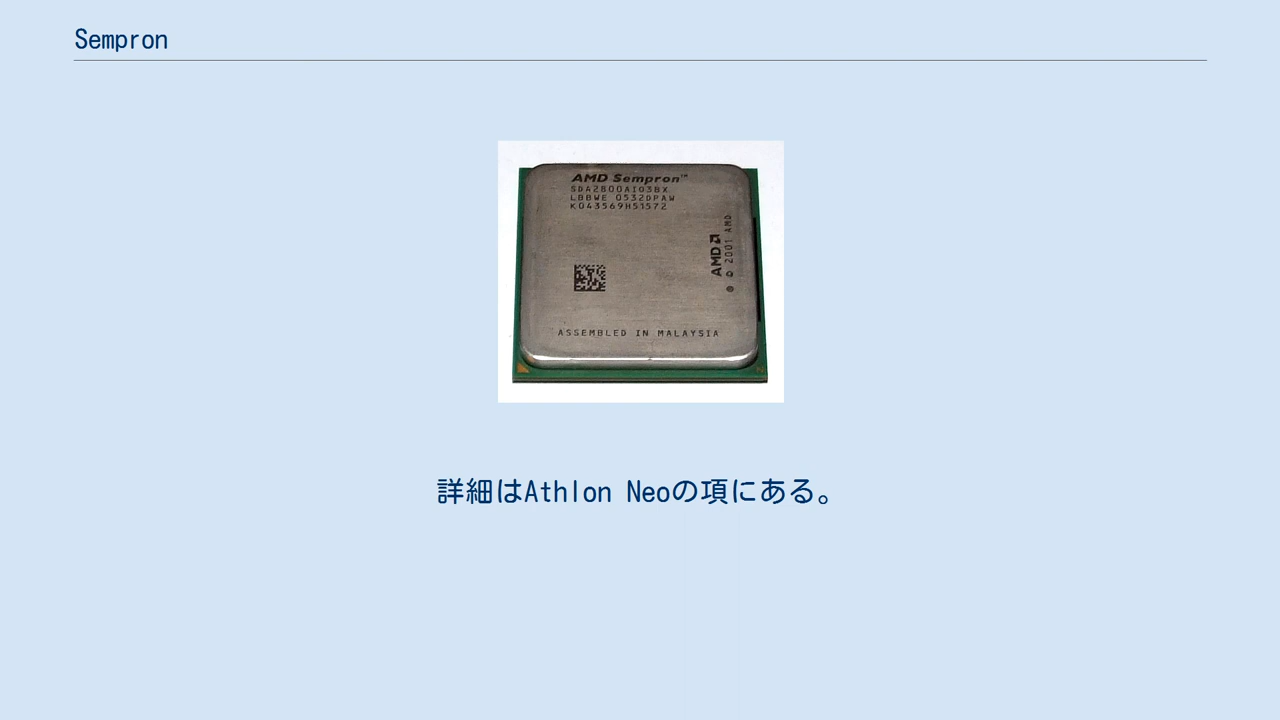 Sempron
AMD Sempron™
SDA2800AIO3BX
LBBWE 0532DPAW
K043569H51572
AMD
© 2001 AMD
ASSEMBLED IN MALAYSIA
詳細はAthlon Neoの項にある。